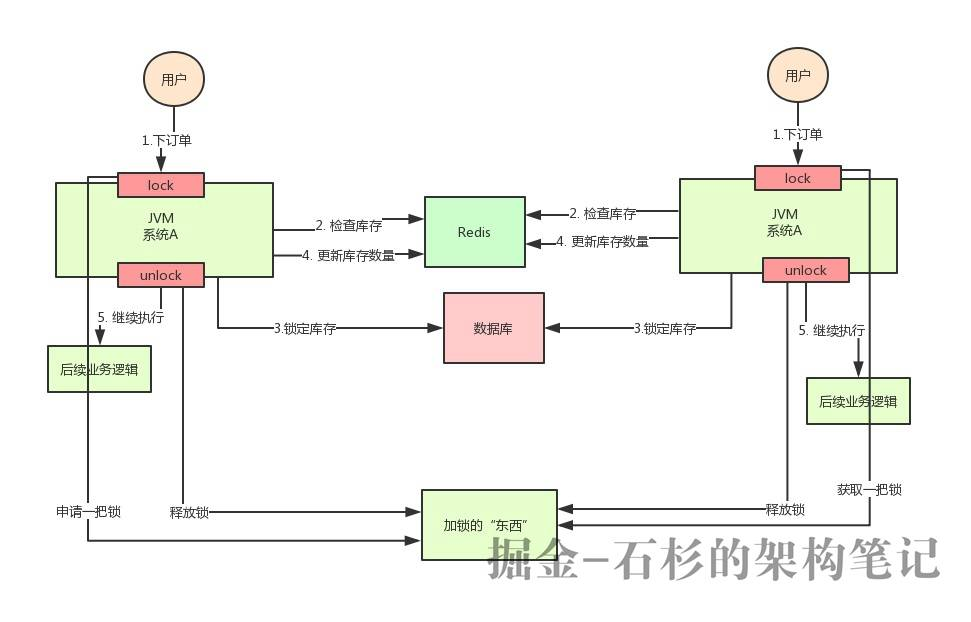 用户
用户
1.下订单
1.下订单
lock
lock
JVM
系统A
JVM
系统A
2. 检查库存
2. 检查库存
Redis
4. 更新库存数量
4. 更新库存数量
unlock
unlock
5. 继续执行
5. 继续执行
3.锁定库存
数据库
3.锁定库存
后续业务逻辑
后续业务逻辑
申请一把锁
释放锁
加锁的“东西”
释放锁
获取一把锁
掘金-石杉的架构笔记